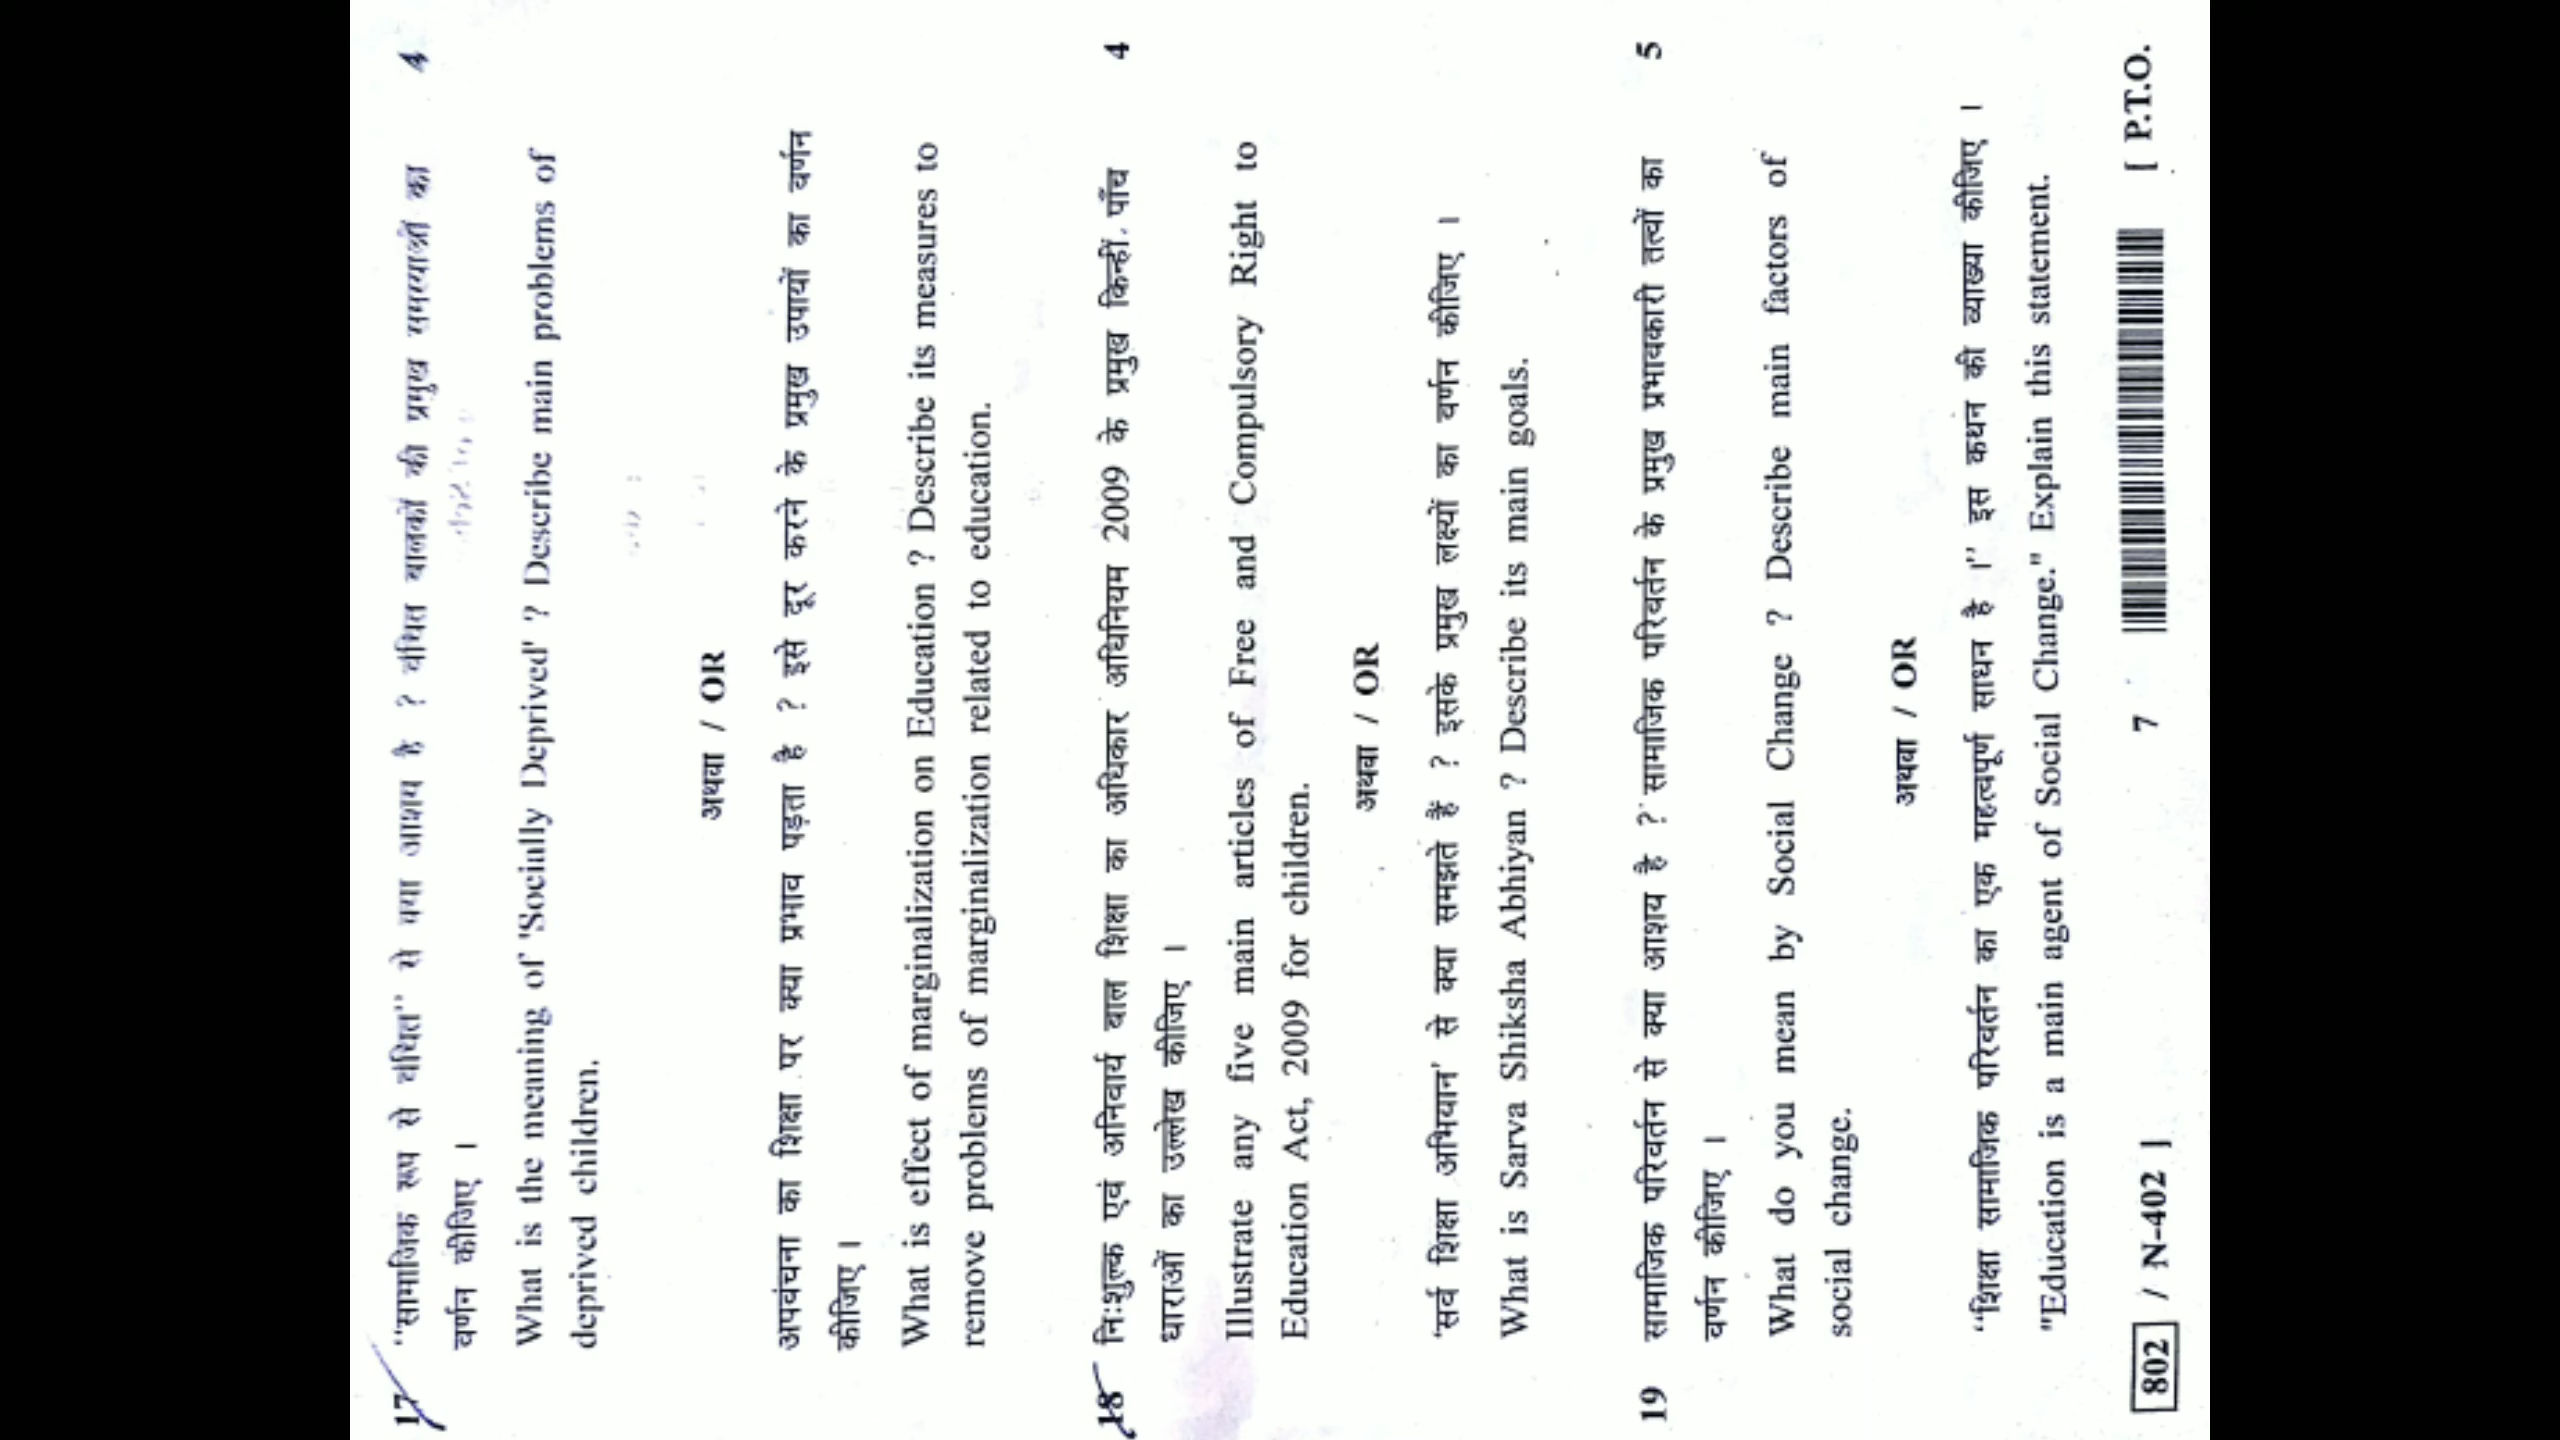 17 "सामाजिक रूप से वंचित" से क्या आशय है ? वंचित बालकों की प्रमुख समस्याओं का 4
वर्णन कीजिए ।
What is the meaning of 'Socially Deprived' ? Describe main problems of
deprived children.
अथवा / OR
अपवंचना का शिक्षा पर क्या प्रभाव पड़ता है ? इसे दूर करने के प्रमुख उपायों का वर्णन
कीजिए ।
What is effect of marginalization on Education ? Describe its measures to
remove problems of marginalization related to education.
18 निःशुल्क एवं अनिवार्य बाल शिक्षा का अधिकार अधिनियम 2009 के प्रमुख किन्हीं पाँच 4
धाराओं का उल्लेख कीजिए ।
Illustrate any five main articles of Free and Compulsory Right to
Education Act, 2009 for children.
अथवा / OR
'सर्व शिक्षा अभियान' से क्या समझते हैं ? इसके प्रमुख लक्ष्यों का वर्णन कीजिए ।
What is Sarva Shiksha Abhiyan ? Describe its main goals.
19 सामाजिक परिवर्तन से क्या आशय है ? सामाजिक परिवर्तन के प्रमुख प्रभावकारी तत्वों का 5
वर्णन कीजिए ।
What do you mean by Social Change ? Describe main factors of
social change.
अथवा / OR
"शिक्षा सामाजिक परिवर्तन का एक महत्वपूर्ण साधन है ।" इस कथन की व्याख्या कीजिए ।
"Education is a main agent of Social Change." Explain this statement.
802 / N-402 ] 7 [ P.T.O.